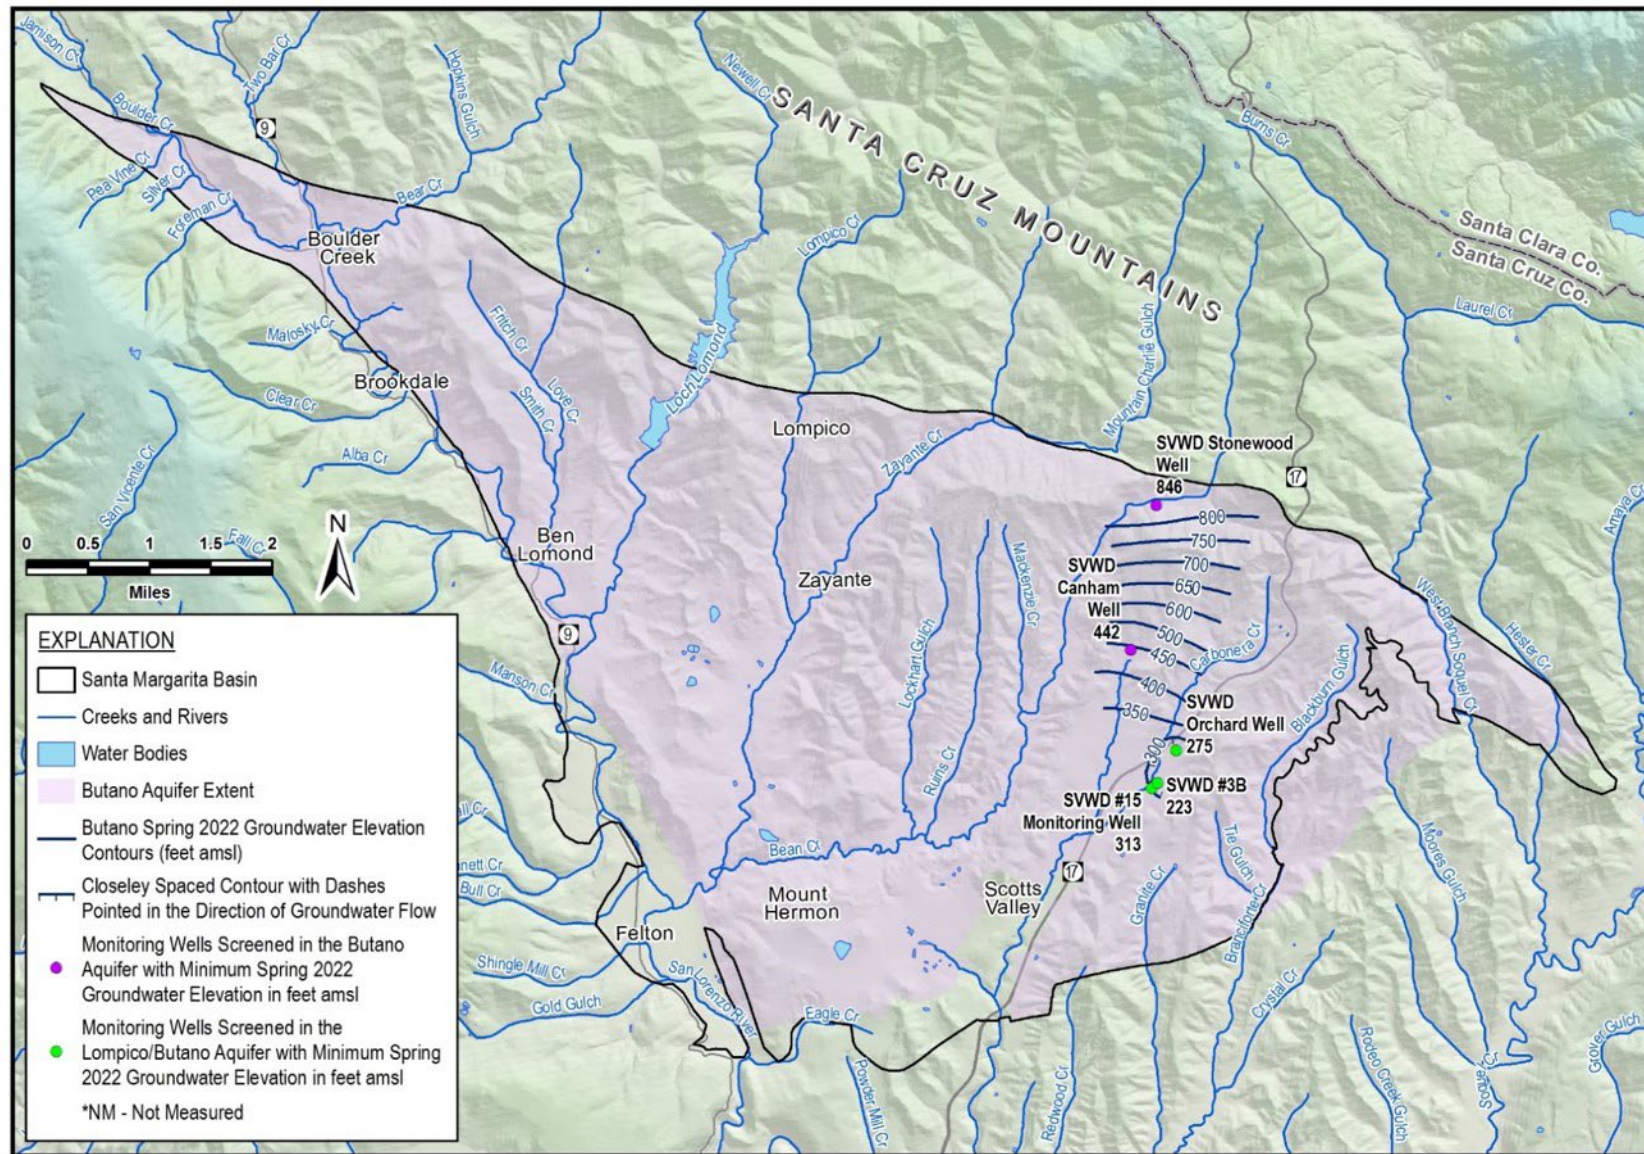 Jamison Cr
Two Bar Cr
Hopkins Gulch
Newell Cr
SANTA CRUZ MOUNTAINS
Burns Cr
Boulder Cr
9
Pea Vine Cr
Silver Cr
Foreman Cr
Bear Cr
Boulder
Creek
Lompico Cr
Santa Clara Co.
Santa Cruz Co.
Laurel Cr
Malosky Cr
Fritch Cr
Loch Lomond
Mountain Charlie Gulch
Brookdale
Clear Cr
Smith Cr
Love Cr
Lompico
Zayante Cr
SVWD Stonewood
Well
846
17
Alba Cr
San Vicente Cr
Fall Cr
Amaya Cr
N
0 0.5 1 1.5 2
Miles
Ben
Lomond
Zayante
Mackenzie Cr
Lockhart Gulch
Ruins Cr
SVWD
Canham
Well
442
800
750
700
650
600
500
450
400
350
300
Carbonera Cr
Blackburn Gulch
West Branch Soquel Cr
Hester Cr
9
Manson Cr
SVWD
Orchard Well
275
SVWD #3B
223
SVWD #15
Monitoring Well
313
Bean Cr
Tie Gulch
Moores Gulch
17
Granite Cr
Branciforte Cr
Mount
Hermon
Scotts
Valley
Bull Cr
Felton
Shingle Mill Cr
Gold Gulch
San Lorenzo River
Eagle Cr
Powder Mill Cr
Redwood Cr
Crystal Cr
Rodeo Creek Gulch
Grover Gulch
EXPLANATION
Santa Margarita Basin
Creeks and Rivers
Water Bodies
Butano Aquifer Extent
Butano Spring 2022 Groundwater Elevation
Contours (feet amsl)
Closeley Spaced Contour with Dashes
Pointed in the Direction of Groundwater Flow
Monitoring Wells Screened in the Butano
Aquifer with Minimum Spring 2022
Groundwater Elevation in feet amsl
Monitoring Wells Screened in the
Lompico/Butano Aquifer with Minimum Spring
2022 Groundwater Elevation in feet amsl
*NM - Not Measured